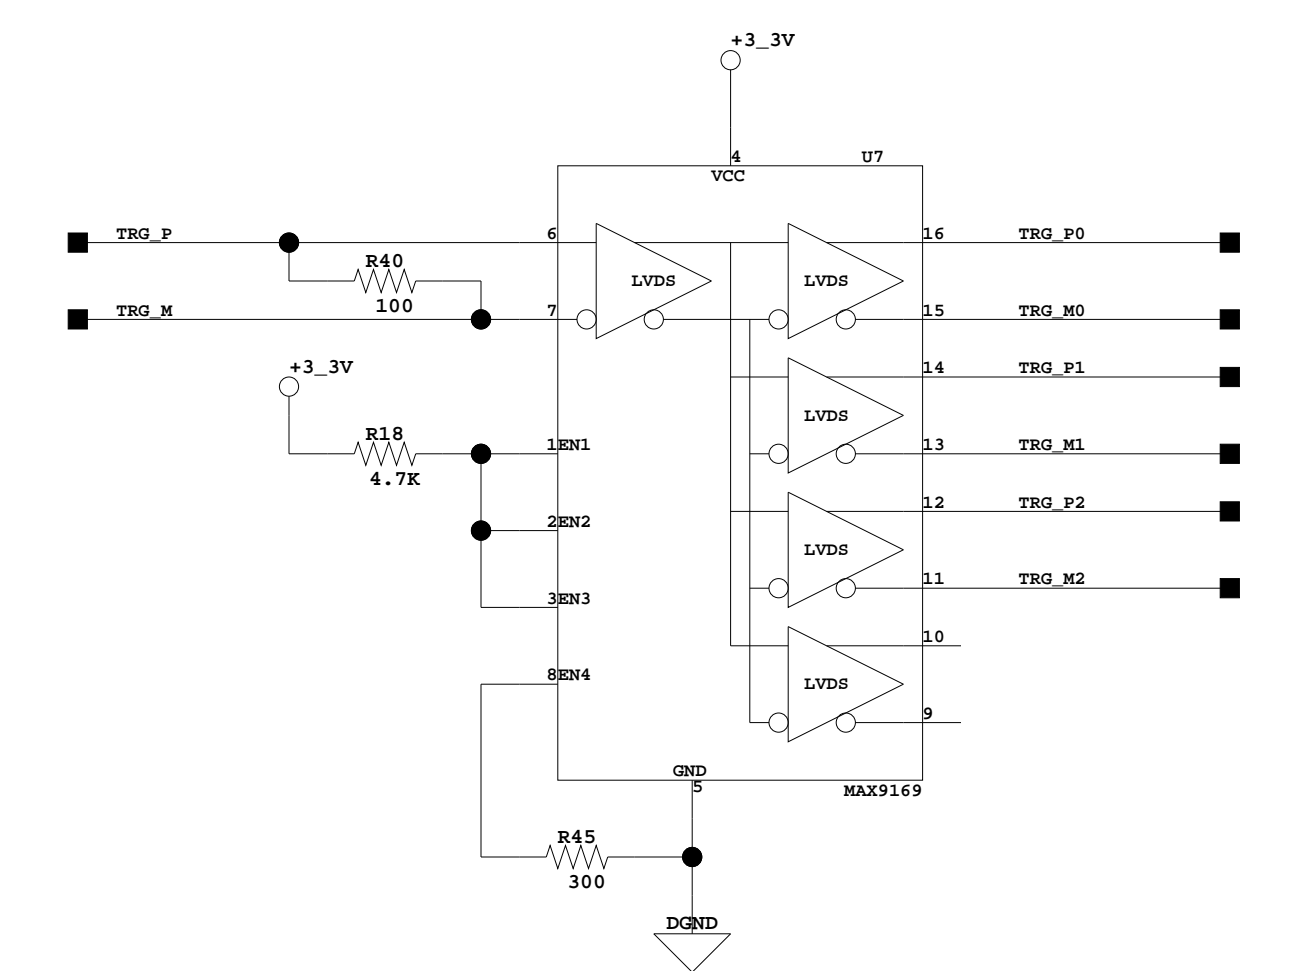 +3_3V
4
U7
VCC
TRG_P
6
16
TRG_P0
R40
LVDS
LVDS
100
TRG_M
7
15
TRG_M0
+3_3V
14
TRG_P1
LVDS
R18
1EN1
13
TRG_M1
4.7K
12
TRG_P2
2EN2
LVDS
11
TRG_M2
3EN3
10
8EN4
LVDS
9
GND
5
MAX9169
R45
300
DGND